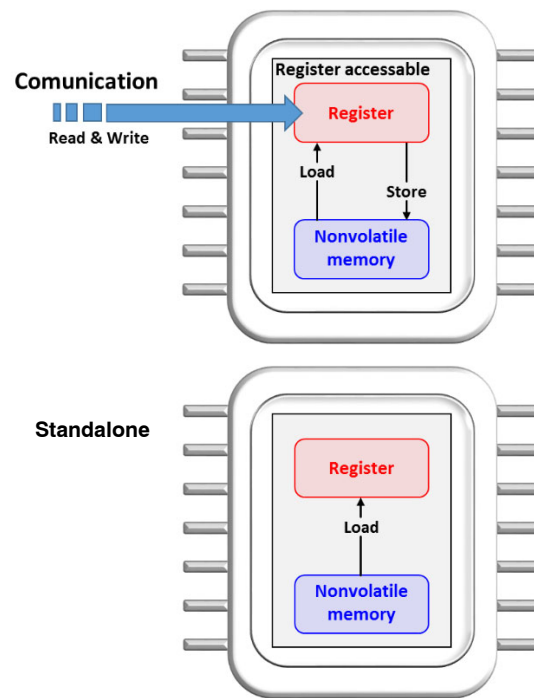 Comunication
Read & Write
Register accessable
Register
Load
Store
Nonvolatile
memory
Standalone
Register
Load
Nonvolatile
memory